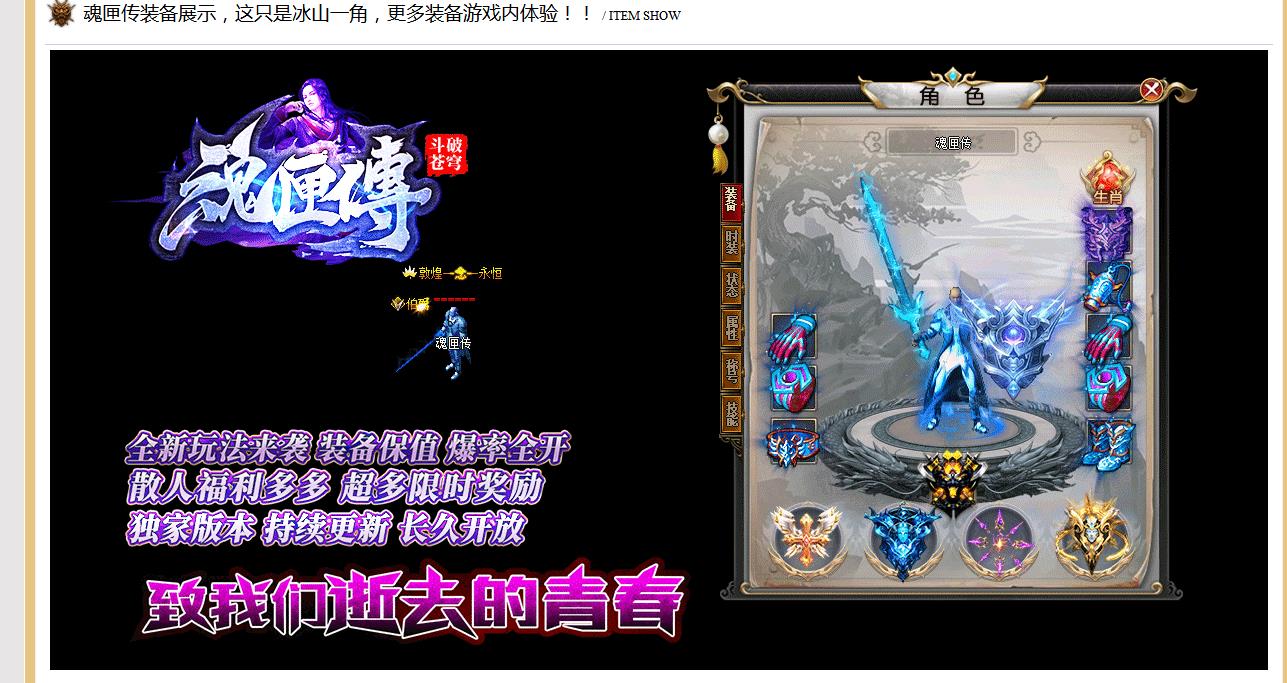 魂匣传装备展示，这只是冰山一角，更多装备游戏内体验！！ / ITEM SHOW
魂匣傳
斗破
苍穹
敦煌
永恒
伯爵
魂匣传
全新玩法来袭 装备保值 爆率全开
散人福利多多 超多限时奖励
独家版本 持续更新 长久开放
致我们逝去的青春
角 色
魂匣传
生肖
装备
时装
状态
属性
称号
技能